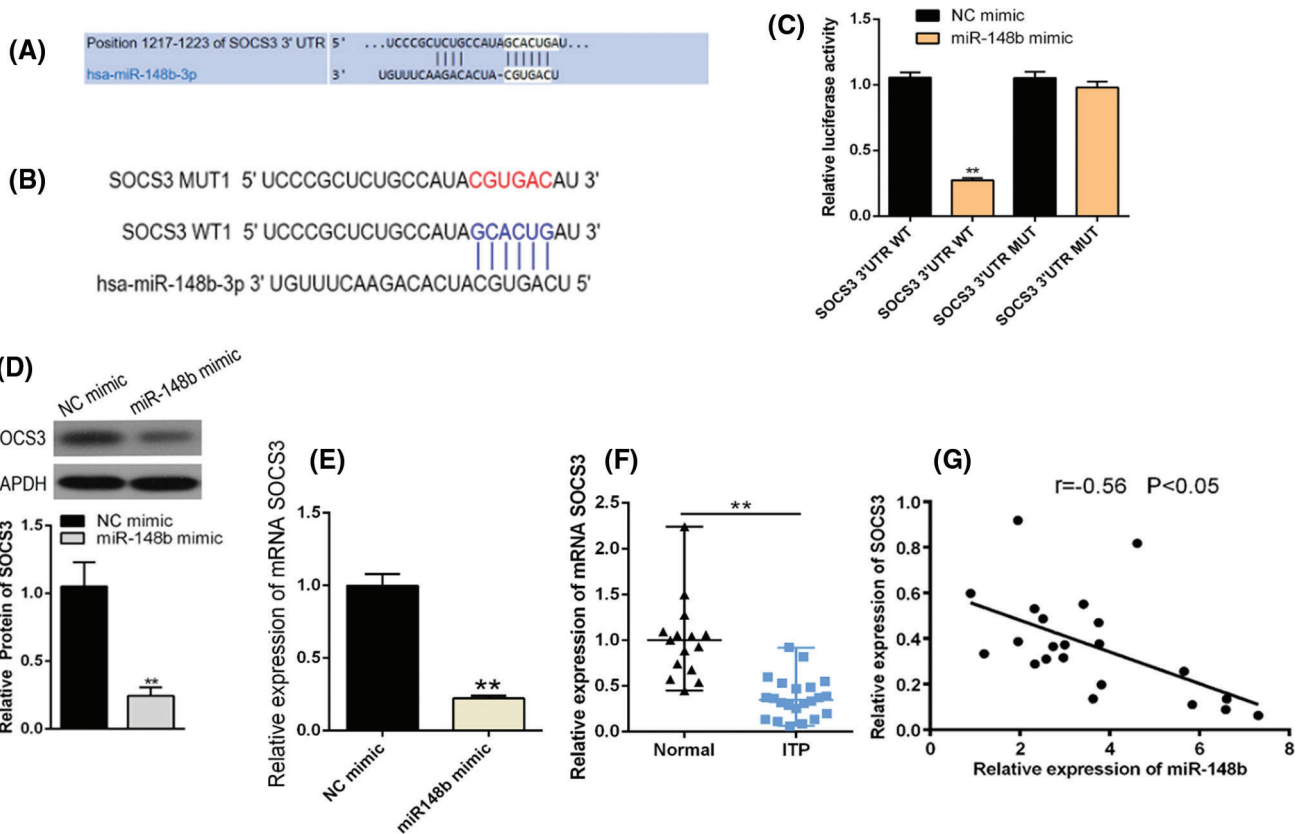 (A)
Position 1217-1223 of SOCS3 3' UTR 5' ...UCCCGCUCUGCCAUAGCACUGAU...
hsa-miR-148b-3p 3' UGUUUCAAGACACUA-CGUGACU
(B)
SOCS3 MUT1 5' UCCCGCUCUGCCAUACGUGACAU 3'
SOCS3 WT1 5' UCCCGCUCUGCCAUAGCACUGAU 3'
hsa-miR-148b-3p 3' UGUUUCAAGACACUACGUGACU 5'
(C)
NC mimic
miR-148b mimic
Relative luciferase activity
1.5
1.0
0.5
0.0
**
SOCS3 3'UTR WT
SOCS3 3'UTR WT
SOCS3 3'UTR MUT
SOCS3 3'UTR MUT
(D)
NC mimic
miR-148b mimic
OCS3
APDH
NC mimic
miR-148b mimic
Relative Protein of SOCS3
1.5
1.0
0.5
0.0
**
(E)
Relative expression of mRNA SOCS3
1.5
1.0
0.5
0.0
**
NC mimic
miR148b mimic
(F)
Relative expression of mRNA SOCS3
2.5
2.0
1.5
1.0
0.5
0.0
**
Normal
ITP
(G)
r=-0.56 P<0.05
Relative expression of SOCS3
1.0
0.8
0.6
0.4
0.2
0.0
0
2
4
6
8
Relative expression of miR-148b